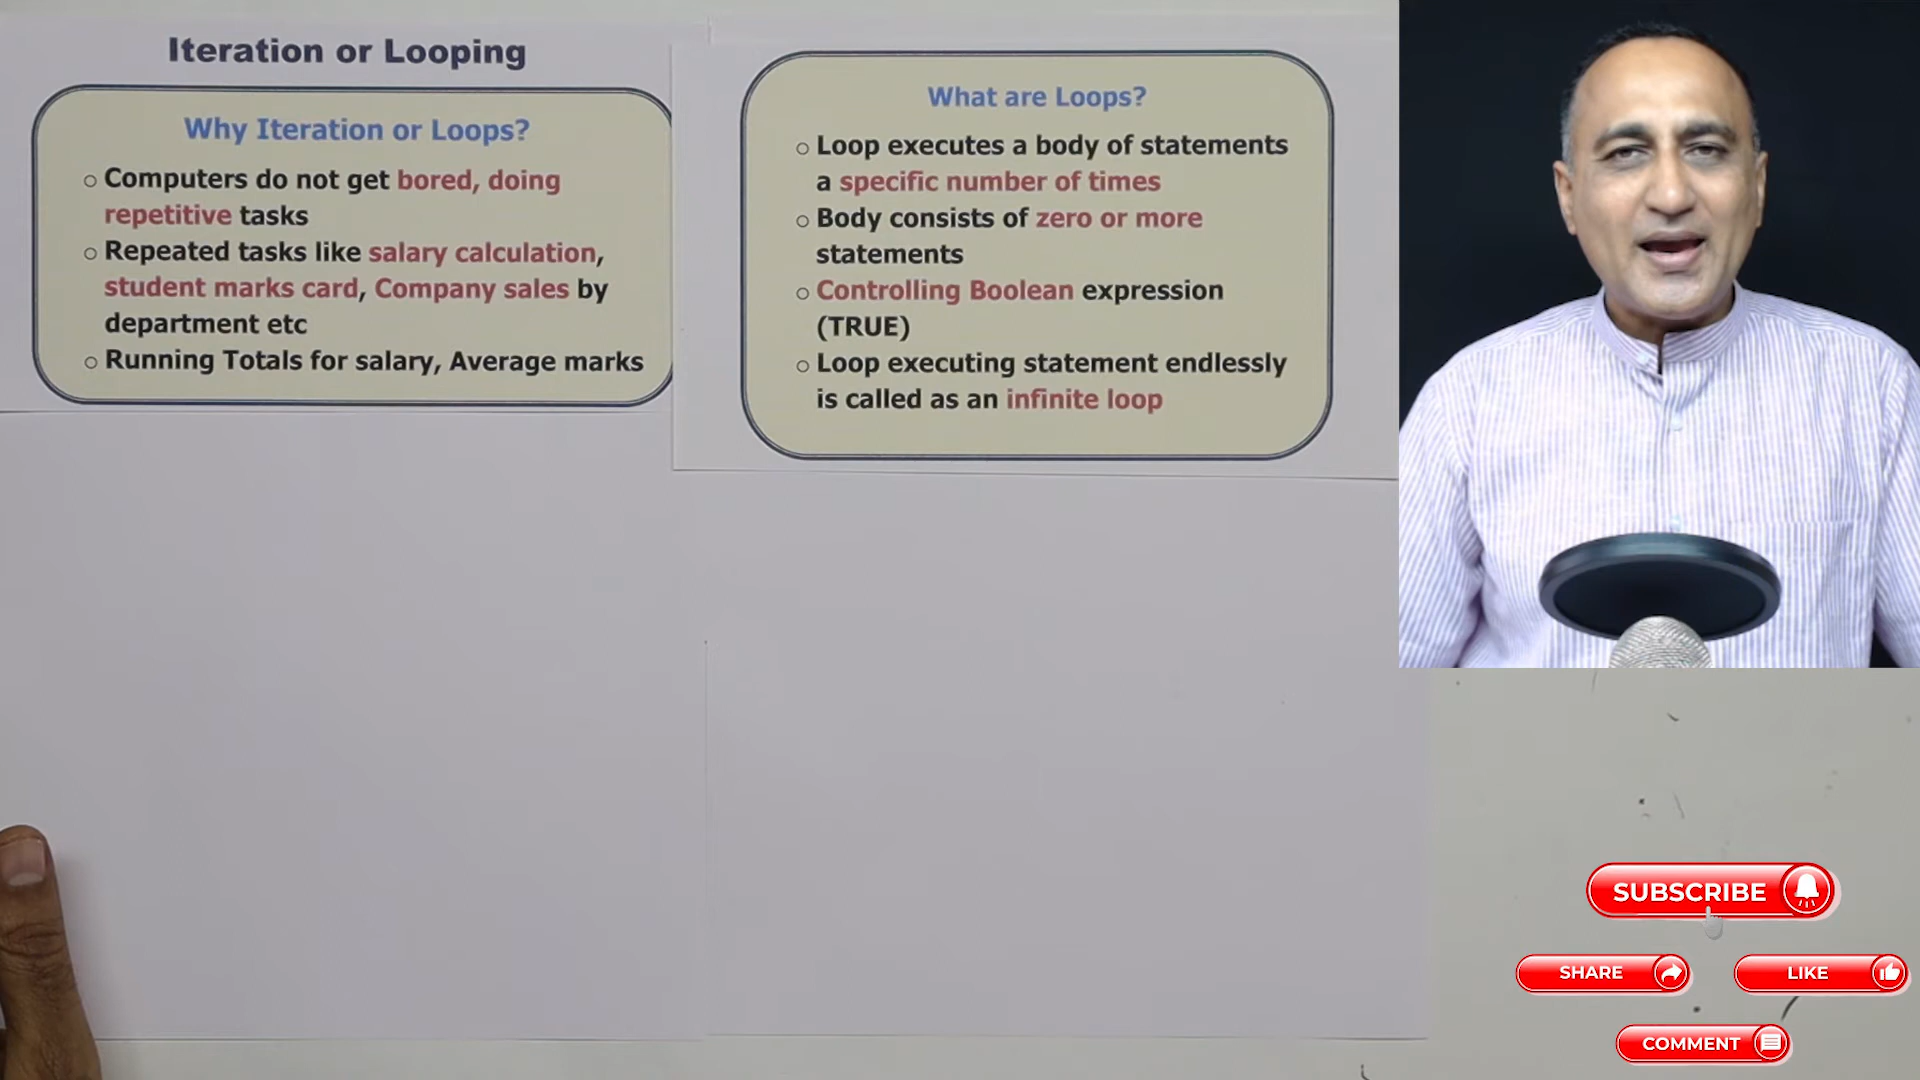 Iteration or Looping
Why Iteration or Loops?
Computers do not get bored, doing
repetitive tasks
Repeated tasks like salary calculation,
student marks card, Company sales by
department etc
Running Totals for salary, Average marks
What are Loops?
Loop executes a body of statements
a specific number of times
Body consists of zero or more
statements
Controlling Boolean expression
(TRUE)
Loop executing statement endlessly
is called as an infinite loop
SUBSCRIBE
SHARE
LIKE
COMMENT